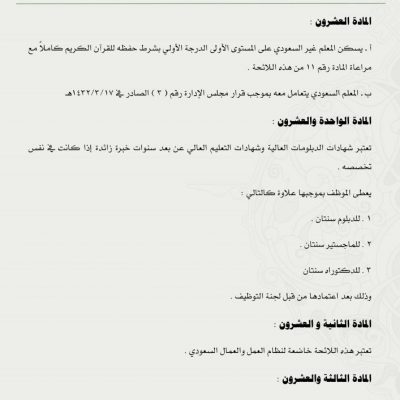 المادة العشرون :
أ . يسكن المعلم غير السعودي على المستوى الأولى الدرجة الأولي بشرط حفظه للقرآن الكريم كاملاً مع
مراعاة المادة رقم ١١ من هذه اللائحة .
ب . المعلم السعودي يتعامل معه بموجب قرار مجلس الإدارة رقم ( ٣ ) الصادر في ١٤٣٢/٣/١٧هـ
المادة الواحدة والعشرون :
تعتبر شهادات الدبلومات العالية وشهادات التعليم العالي عن بعد سنوات خبرة زائدة إذا كانت في نفس
تخصصه .
يعطى الموظف بموجبها علاوة كالتالي :
١ . للدبلوم سنتان .
٢ . للماجستير سنتان .
٣ . للدكتوراه سنتان
وذلك بعد اعتمادها من قبل لجنة التوظيف .
المادة الثانية و العشرون :
تعتبر هذه اللائحة خاضعة لنظام العمل والعمال السعودي .
المادة الثالثة والعشرون :